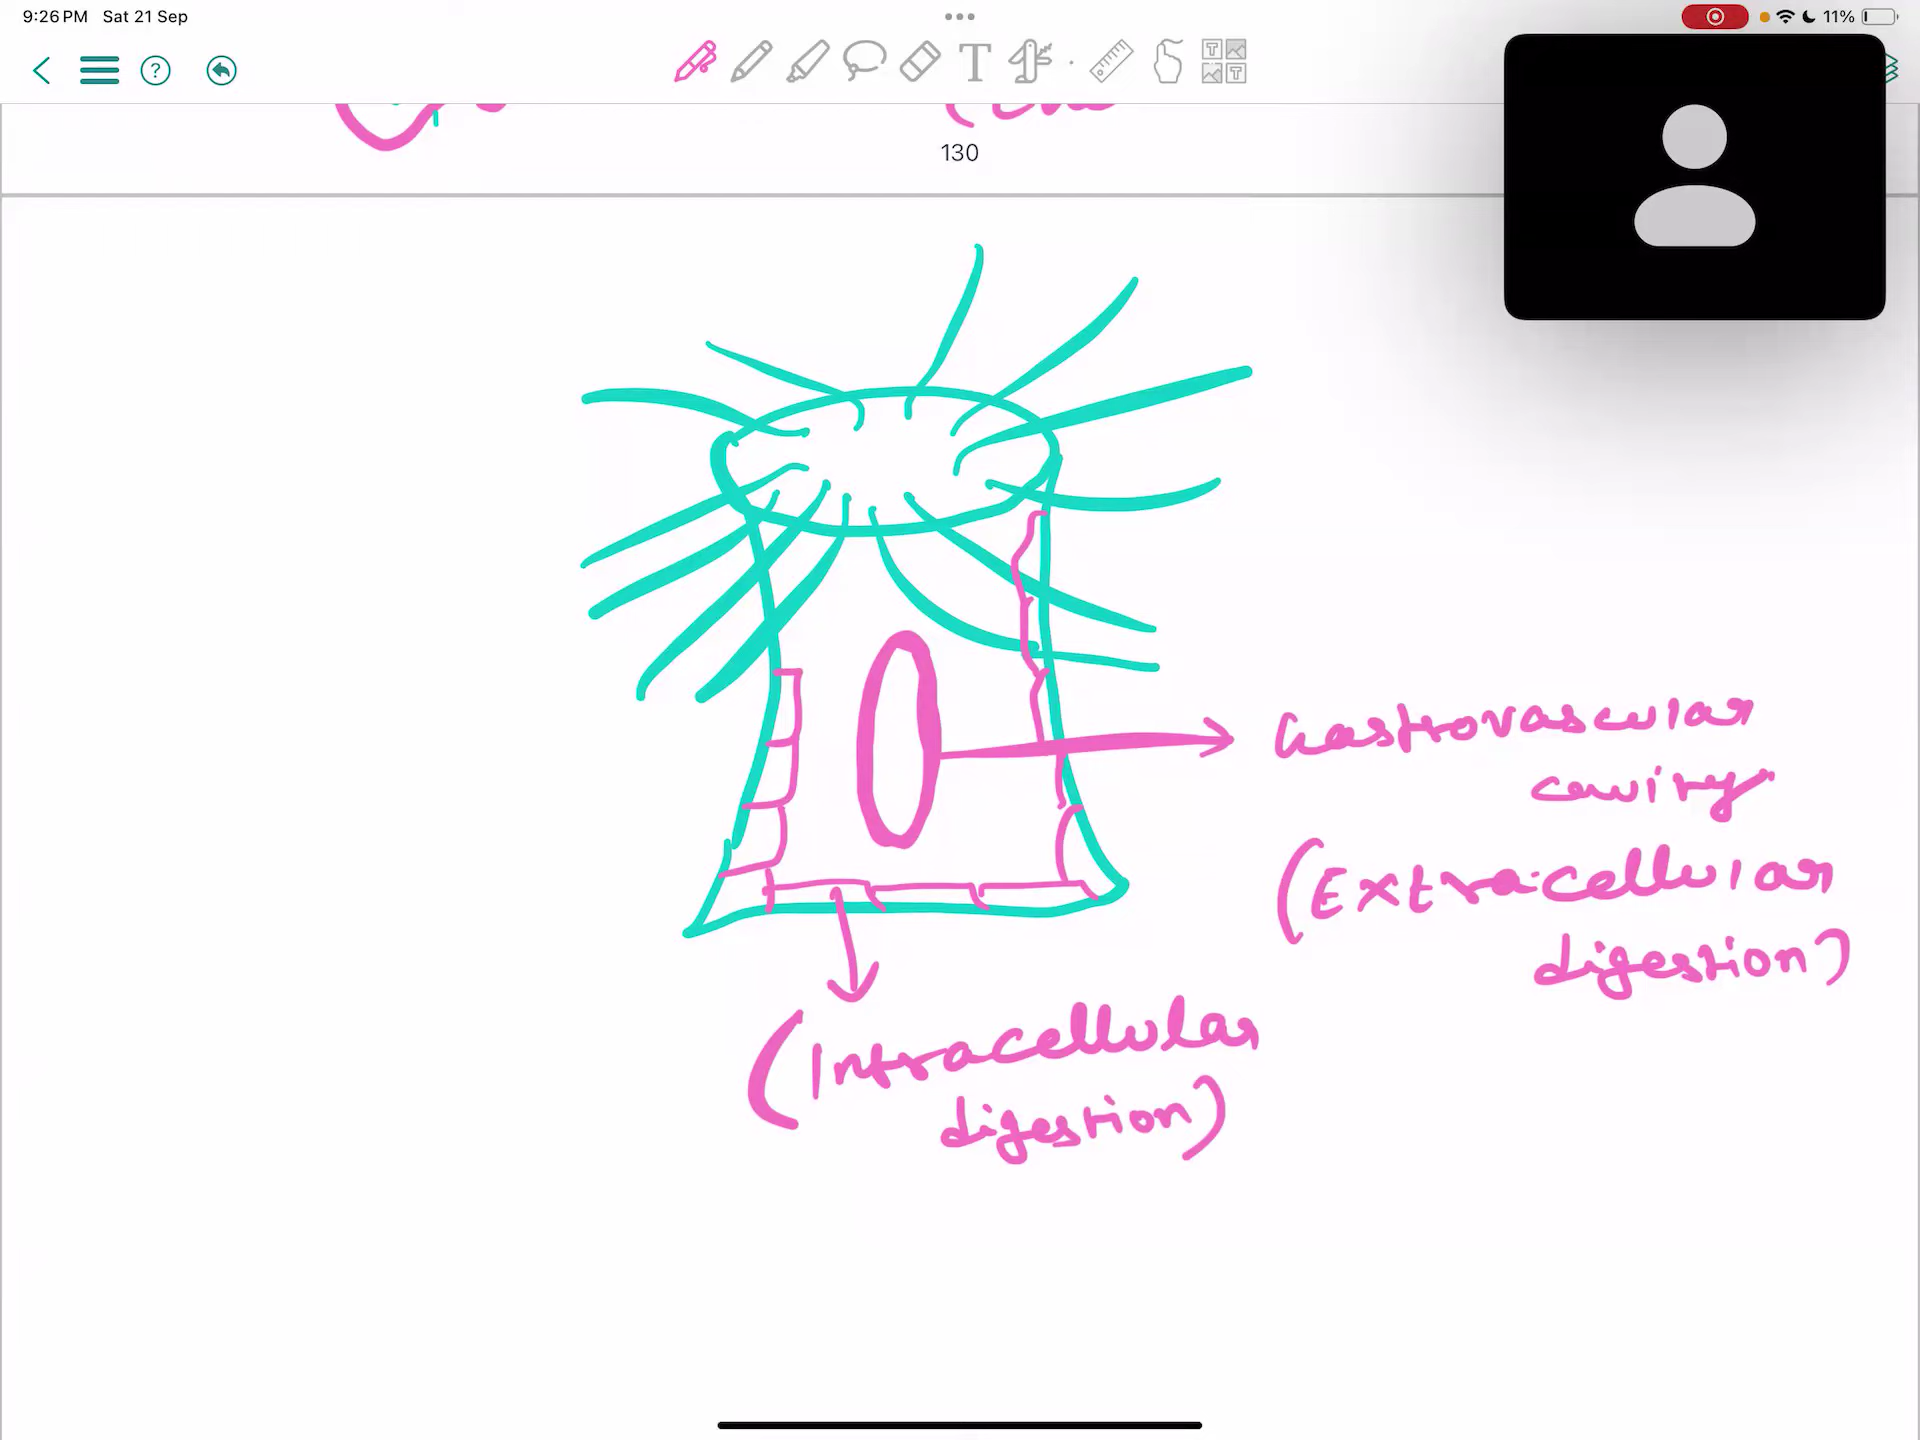 9:26 PM Sat 21 Sep
11%
T
130
Gastrovascular
cavity
(Extracellular
digestion)
(Intracellular
digestion)